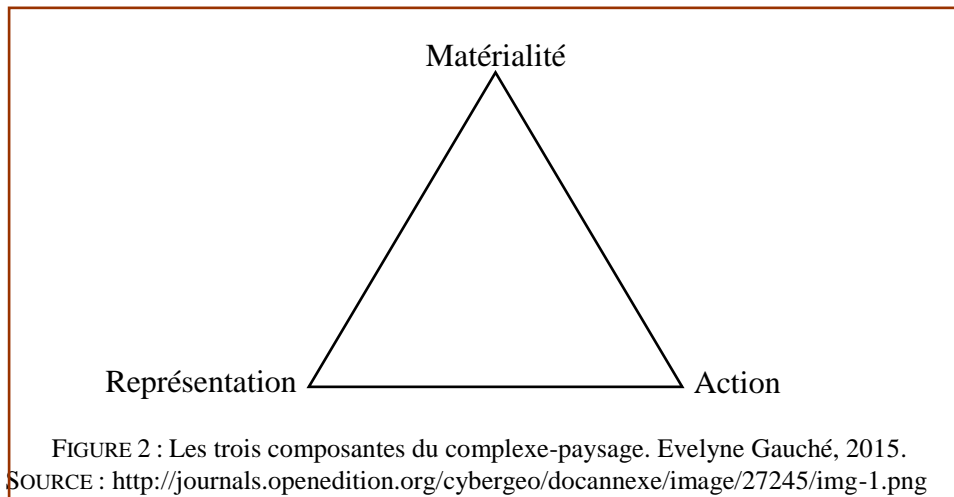 Matérialité
Représentation
Action
FIGURE 2 : Les trois composantes du complexe-paysage. Evelyne Gauché, 2015.
SOURCE : http://journals.openedition.org/cybergeo/docannexe/image/27245/img-1.png